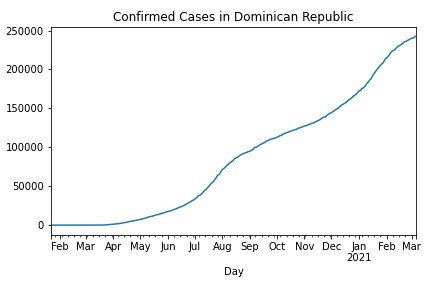 Confirmed Cases in Dominican Republic
250000
200000
150000
100000
50000
0
Feb Mar Apr May Jun Jul Aug Sep Oct Nov Dec Jan Feb Mar
2021
Day